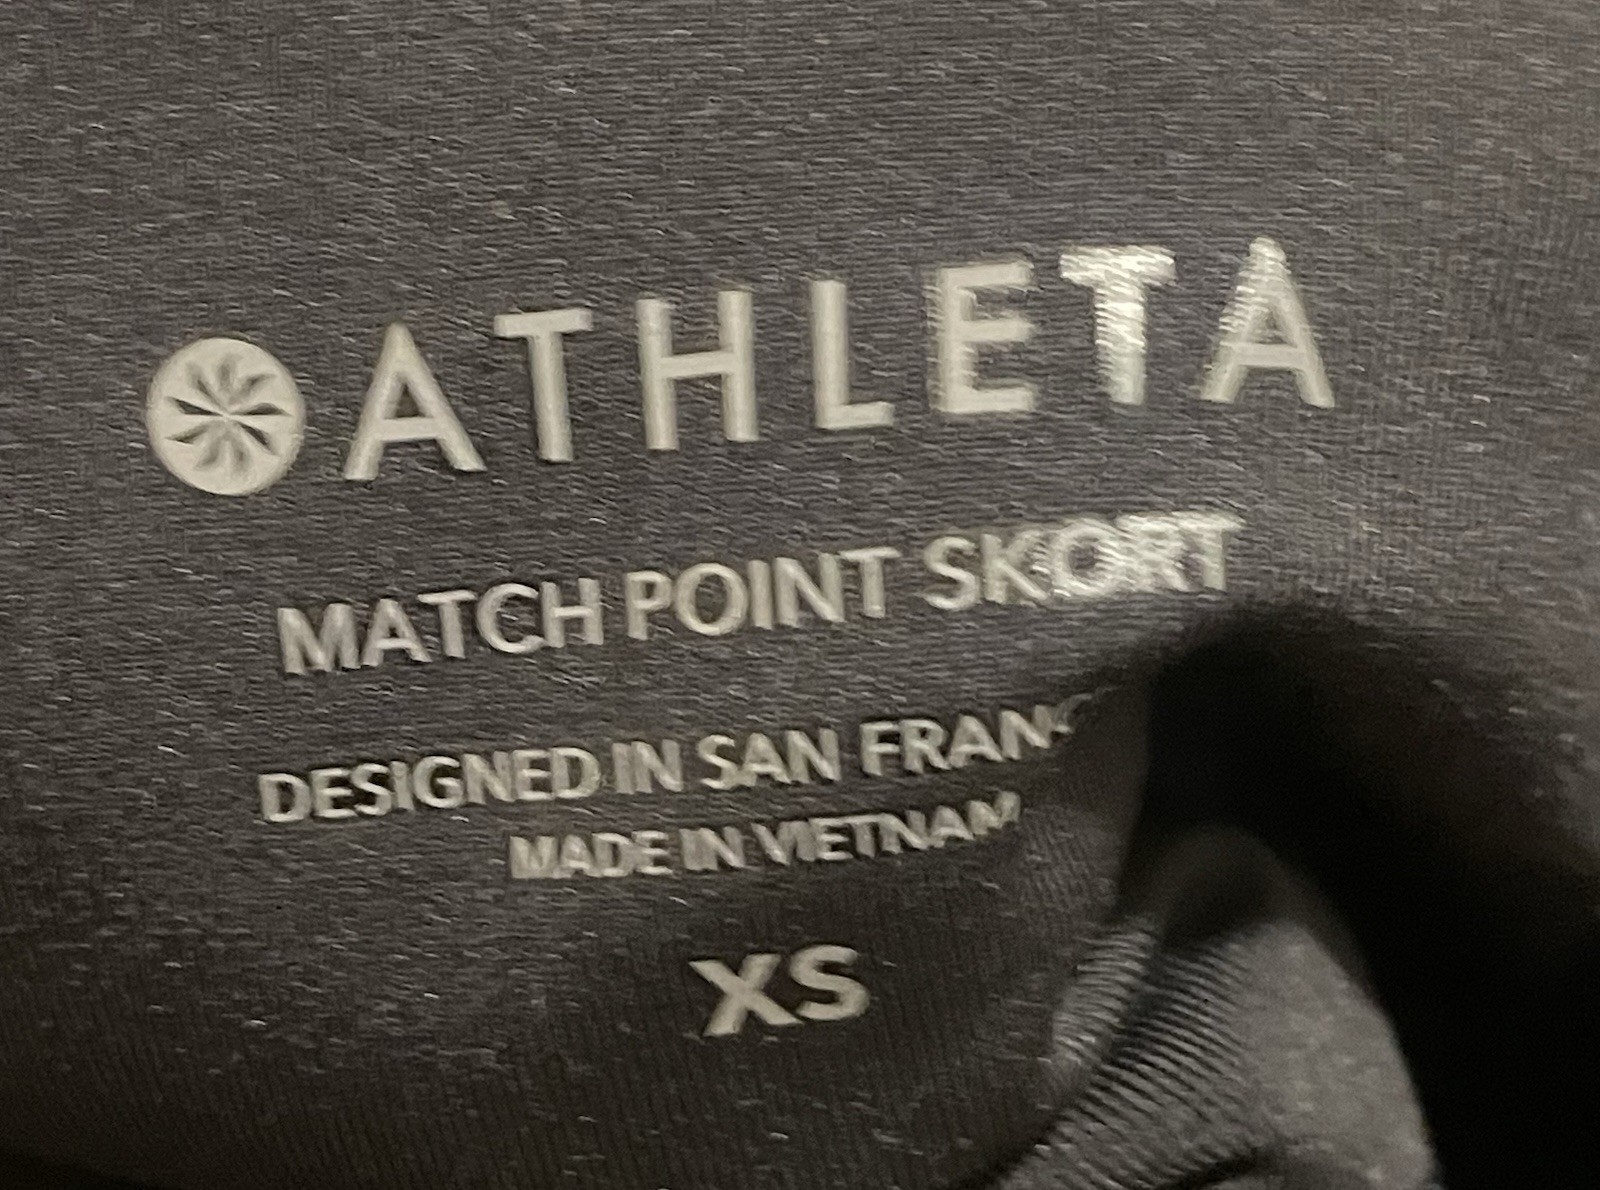 ATHLETA
MATCH POINT SKORT
DESIGNED IN SAN
MADE IN VIETNAM
XS